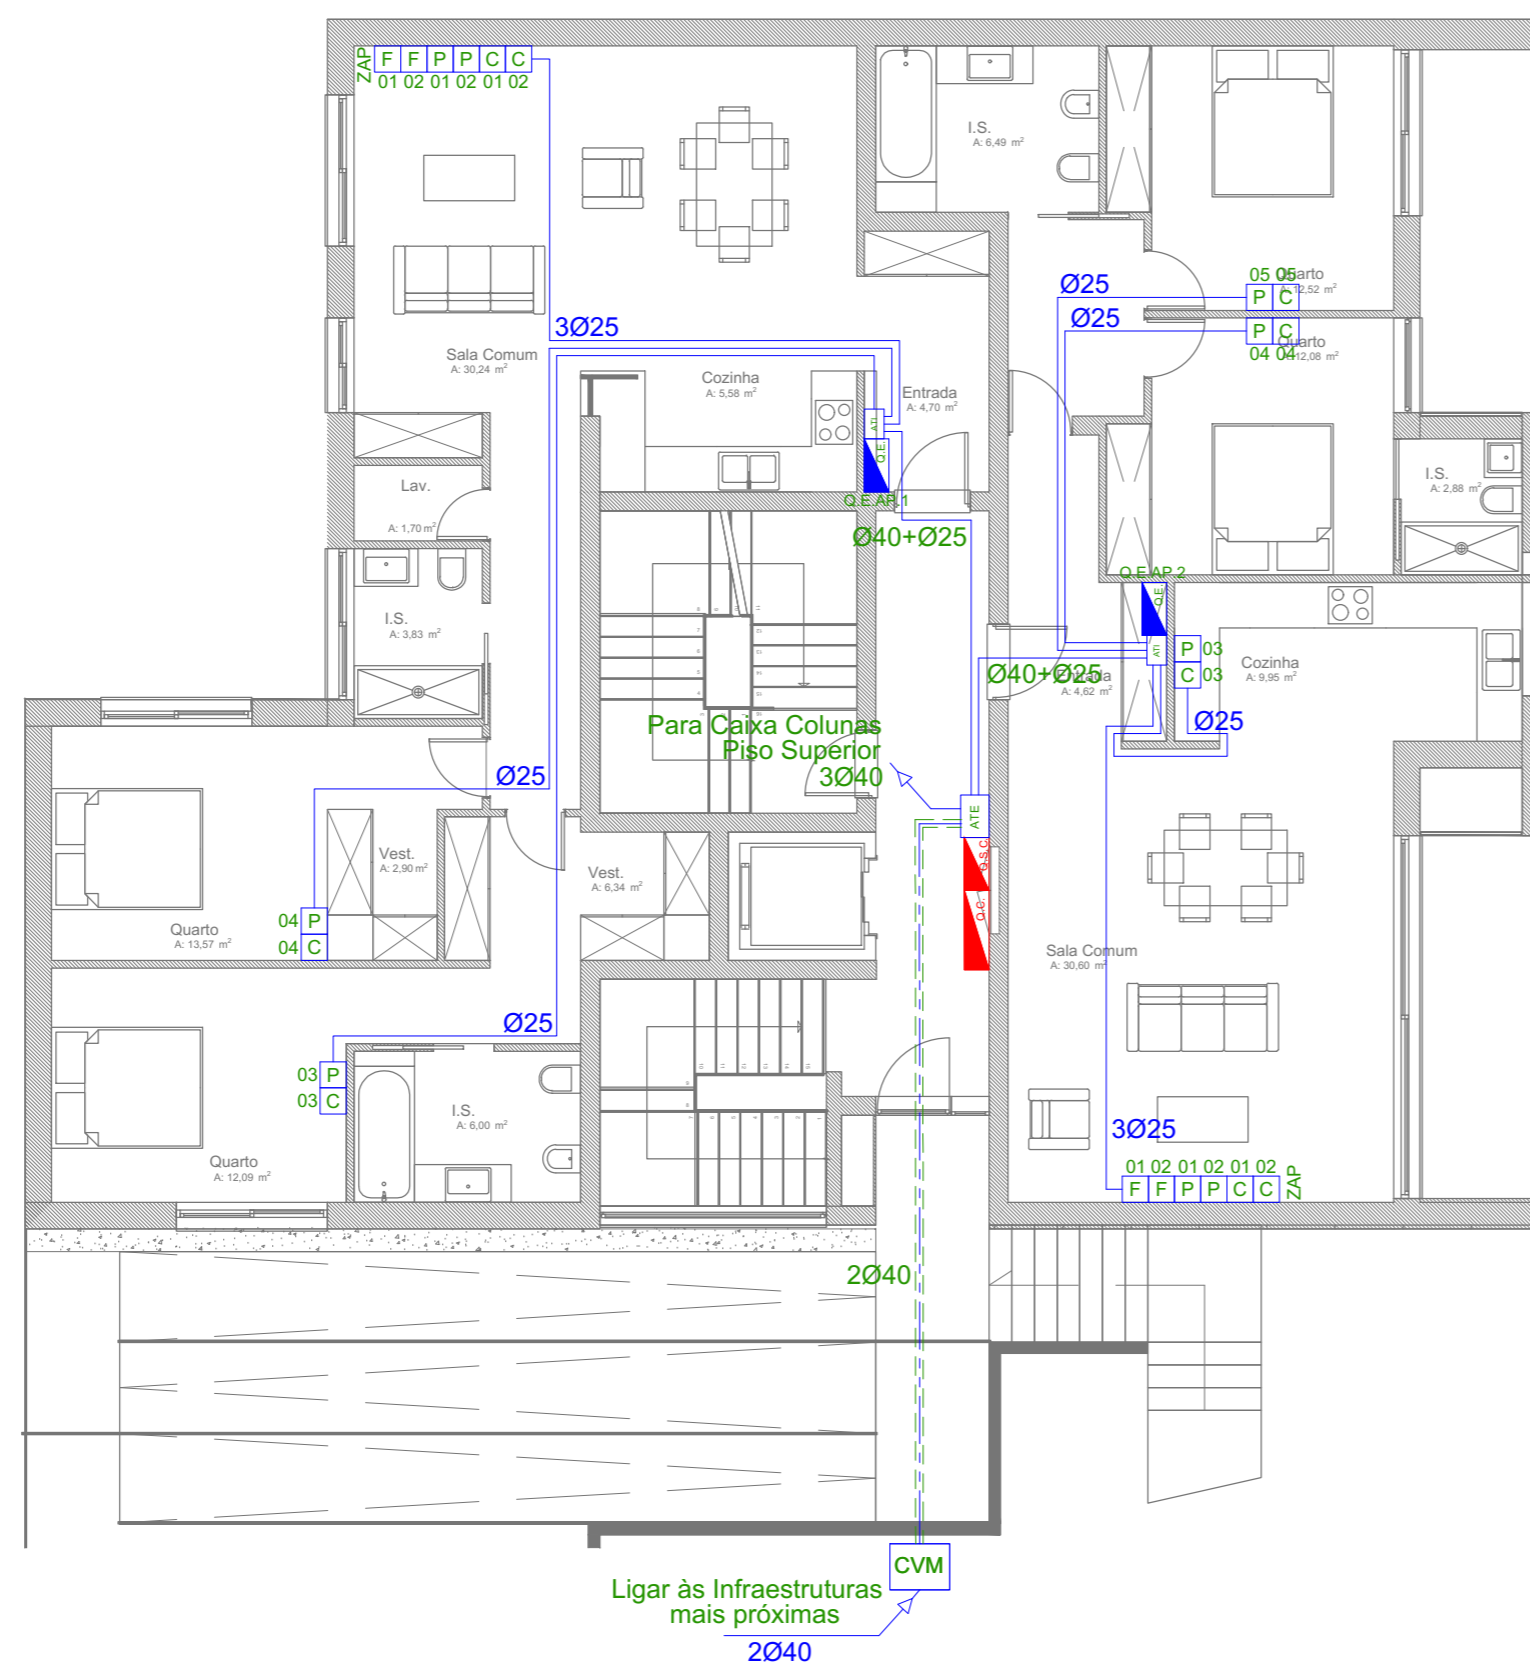 ZAP
F F P P C C
01 02 01 02 01 02
I.S.
A: 6,49 m²
05 05
Quarto
A: 12,52 m²
P C
Ø25
Ø25
P C
04 04
Quarto
A: 12,08 m²
3Ø25
Sala Comum
A: 30,24 m²
Cozinha
A: 5,58 m²
Entrada
A: 4,70 m²
ATI
Q.E.
Q.E.AP.1
Ø40+Ø25
Lav.
A: 1,70 m²
I.S.
A: 2,88 m²
I.S.
A: 3,83 m²
Q.E.AP.2
Q.E.
ATI
P 03
C 03
Cozinha
A: 9,95 m²
Ø40+Ø25
Entrada
A: 4,62 m²
Ø25
Para Caixa Colunas
Piso Superior
3Ø40
Ø25
ATE
Q.S.C.
Q.C.
Vest.
A: 2,90 m²
Vest.
A: 6,34 m²
04 P
04 C
Quarto
A: 13,57 m²
Sala Comum
A: 30,60 m²
Ø25
03 P
03 C
I.S.
A: 6,00 m²
Quarto
A: 12,09 m²
3Ø25
01 02 01 02 01 02
F F P P C C
ZAP
2Ø40
CVM
Ligar às Infraestruturas
mais próximas
2Ø40